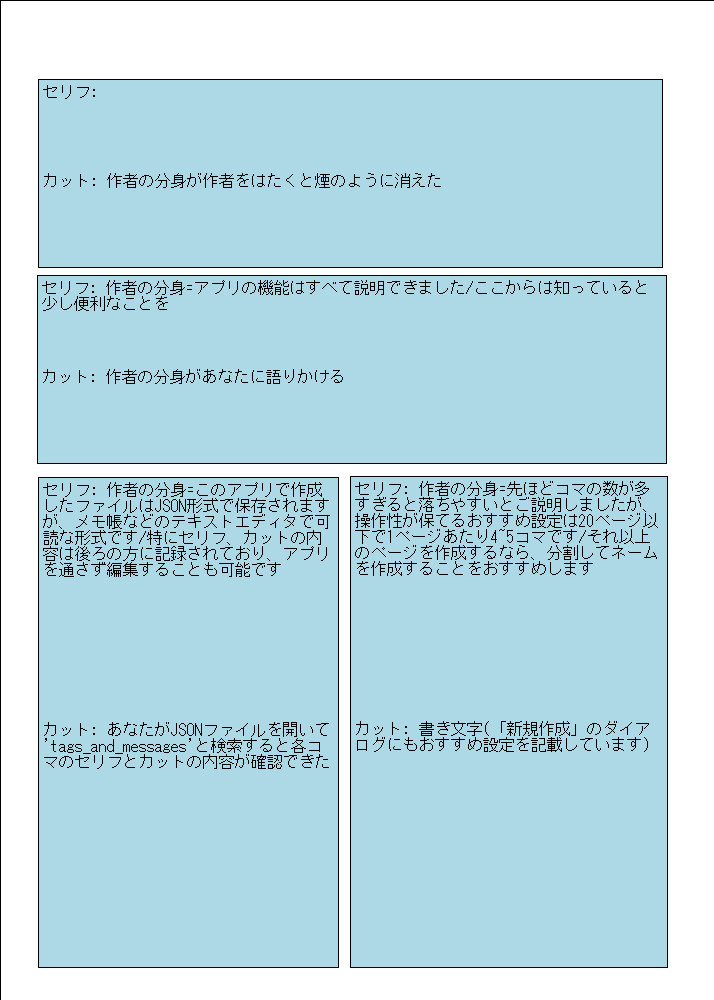 セリフ:
カット: 作者の分身が作者をはたくと煙のように消えた
セリフ: 作者の分身=アプリの機能はすべて説明できました/ここからは知っていると
少し便利なことを
カット: 作者の分身があなたに語りかける
セリフ: 作者の分身=このアプリで作成
したファイルはJSON形式で保存されます
が、メモ帳などのテキストエディタで可
読な形式です/特にセリフ、カットの内
容は後ろの方に記録されており、アプリ
を通さず編集することも可能です
カット: あなたがJSONファイルを開いて
'tags_and_messages'と検索すると各コ
マのセリフとカットの内容が確認できた
セリフ: 作者の分身=先ほどコマの数が多
すぎると落ちやすいとご説明しましたが、
操作性が保てるおすすめ設定は20ページ以
下で1ページあたり4~5コマです/それ以上
のページを作成するなら、分割してネーム
を作成することをおすすめします
カット: 書き文字(「新規作成」のダイア
ログにもおすすめ設定を記載しています)